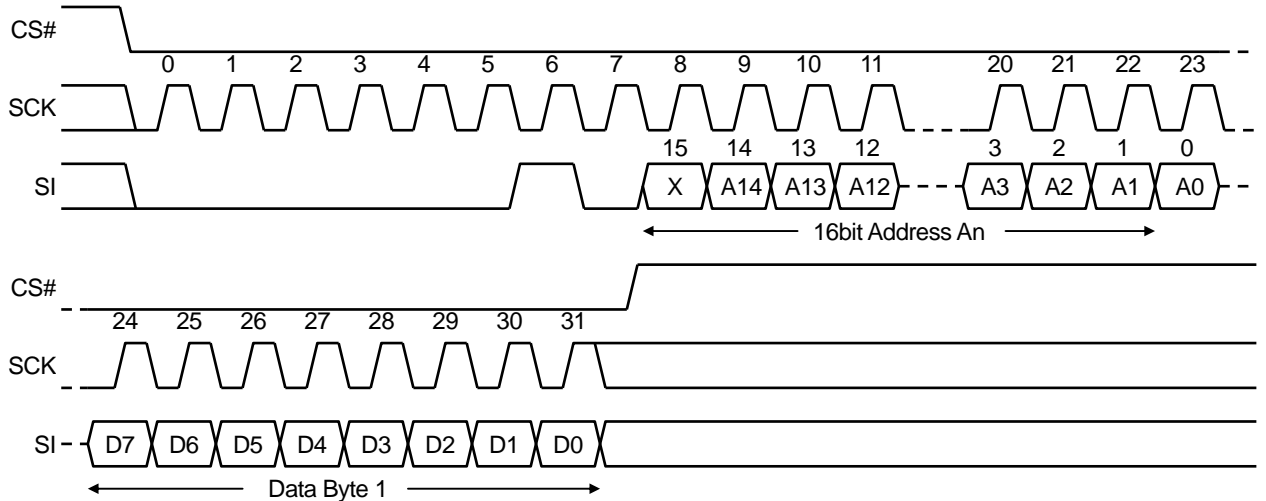 CS#
0 1 2 3 4 5 6 7 8 9 10 11 20 21 22 23
SCK
15 14 13 12 3 2 1 0
SI X A14 A13 A12 A3 A2 A1 A0
16bit Address An
CS#
24 25 26 27 28 29 30 31
SCK
SI D7 D6 D5 D4 D3 D2 D1 D0
Data Byte 1